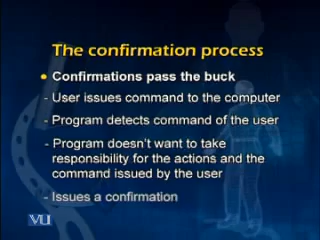 The confirmation process
• Confirmations pass the buck
- User issues command to the computer
- Program detects command of the user
- Program doesn't want to take
responsibility for the actions and the
command issued by the user
- Issues a confirmation
VU